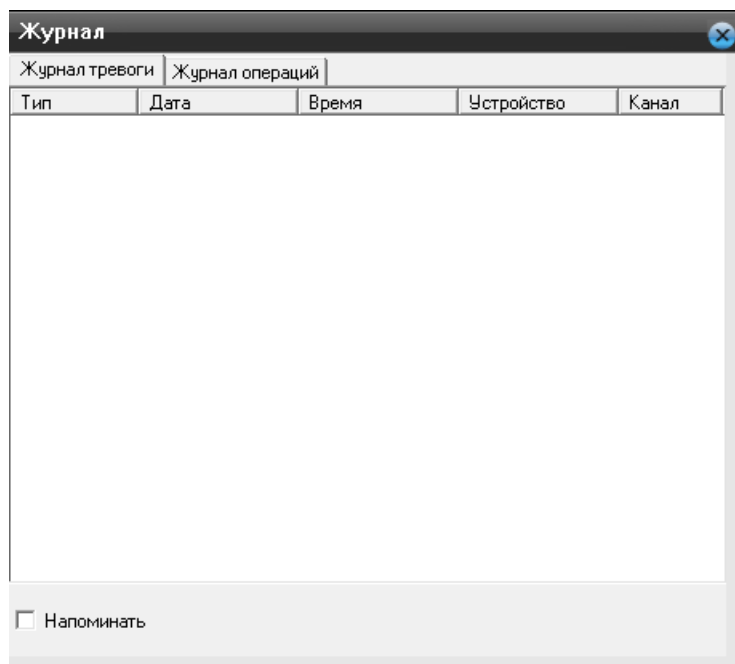 Журнал
Журнал тревоги Журнал операций
Тип Дата Время Устройство Канал
Напоминать